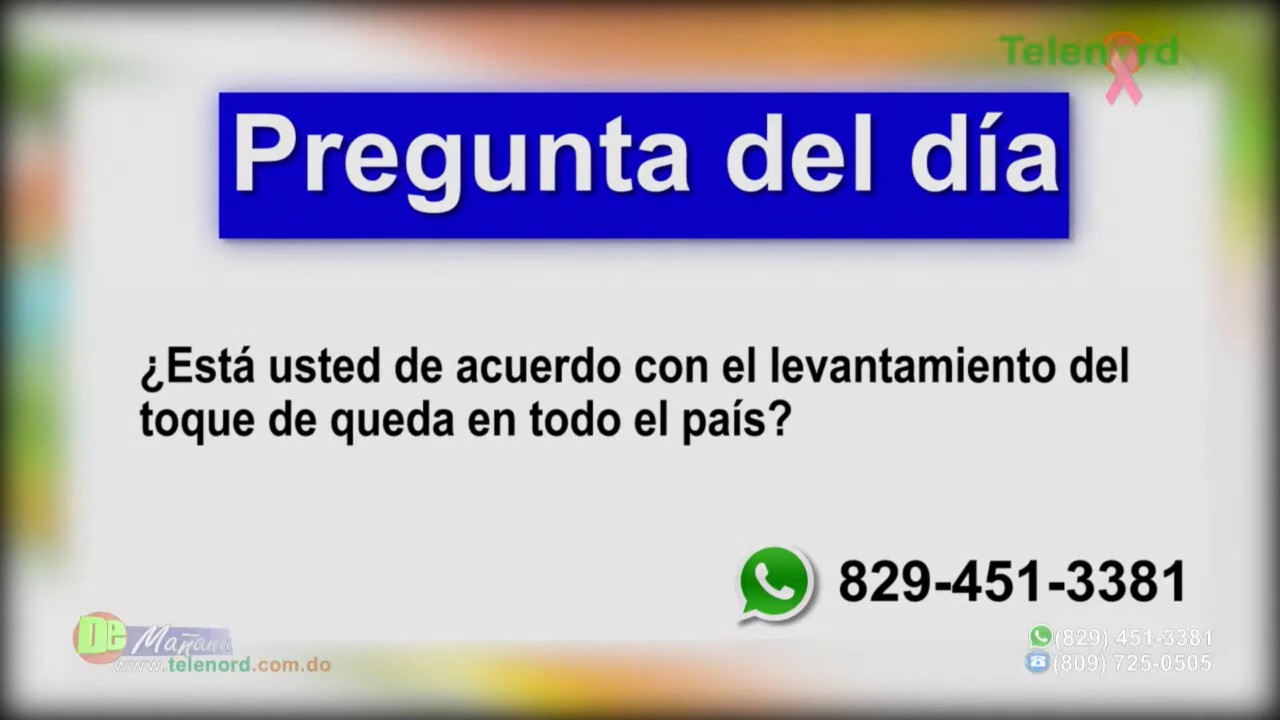 Telenord
Pregunta del día
¿Está usted de acuerdo con el levantamiento del
toque de queda en todo el país?
829-451-3381
De Mañana
www.telenord.com.do
(829) 451-3381
(809) 725-0505